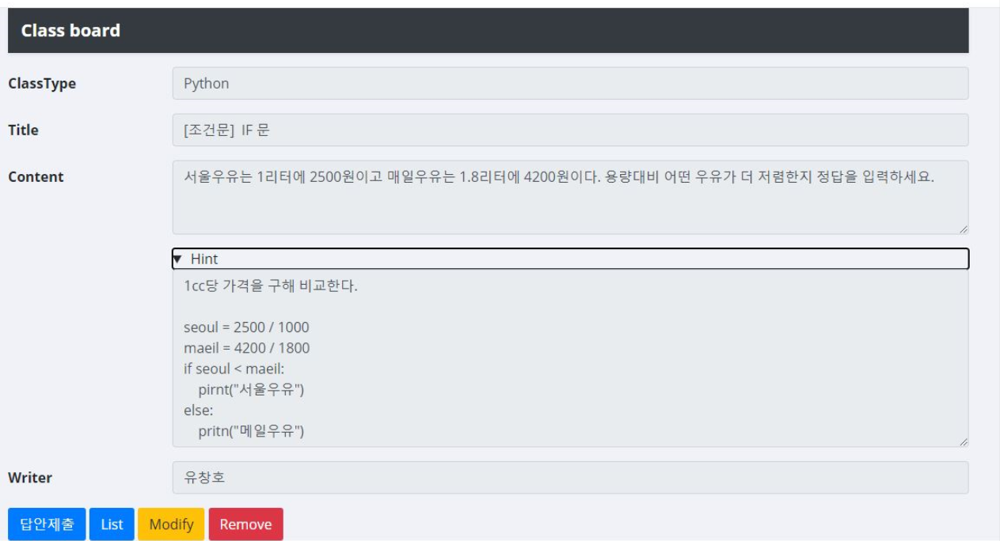 Class board
ClassType
Python
Title
[조건문] IF 문
Content
서울우유는 1리터에 2500원이고 매일우유는 1.8리터에 4200원이다. 용량대비 어떤 우유가 더 저렴한지 정답을 입력하세요.
▼ Hint
1cc당 가격을 구해 비교한다.
seoul = 2500 / 1000
maeil = 4200 / 1800
if seoul < maeil:
    pirnt("서울우유")
else:
    pritn("메일우유")
Writer
유창호
답안제출 List Modify Remove